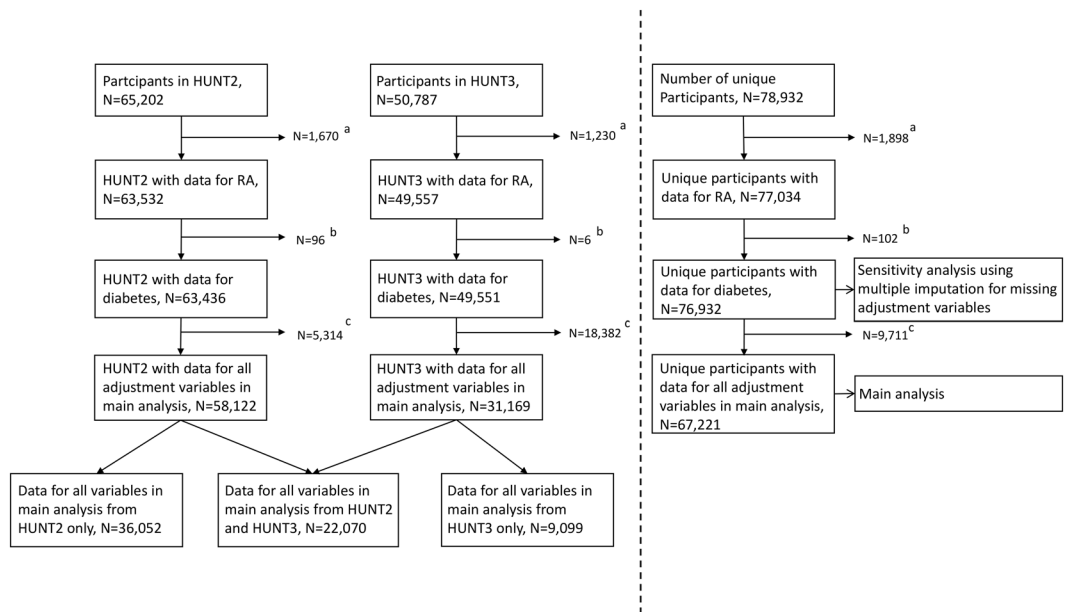 Partcipants in HUNT2,
N=65,202
N=1,670 a
HUNT2 with data for RA,
N=63,532
N=96 b
HUNT2 with data for
diabetes, N=63,436
N=5,314 c
HUNT2 with data for all
adjustment variables in
main analysis, N=58,122
Partcipants in HUNT3,
N=50,787
N=1,230 a
HUNT3 with data for RA,
N=49,557
N=6 b
HUNT3 with data for
diabetes, N=49,551
N=18,382 c
HUNT3 with data for all
adjustment variables in
main analysis, N=31,169
Data for all variables in
main analysis from
HUNT2 only, N=36,052
Data for all variables in
main analysis from HUNT2
and HUNT3, N=22,070
Data for all variables in
main analysis from
HUNT3 only, N=9,099
Number of unique
Participants, N=78,932
N=1,898 a
Unique participants with
data for RA, N=77,034
N=102 b
Unique participants with
data for diabetes,
N=76,932
Sensitivity analysis using
multiple imputation for missing
adjustment variables
N=9,711 c
Unique participants with
data for all adjustment
variables in main analysis,
N=67,221
Main analysis